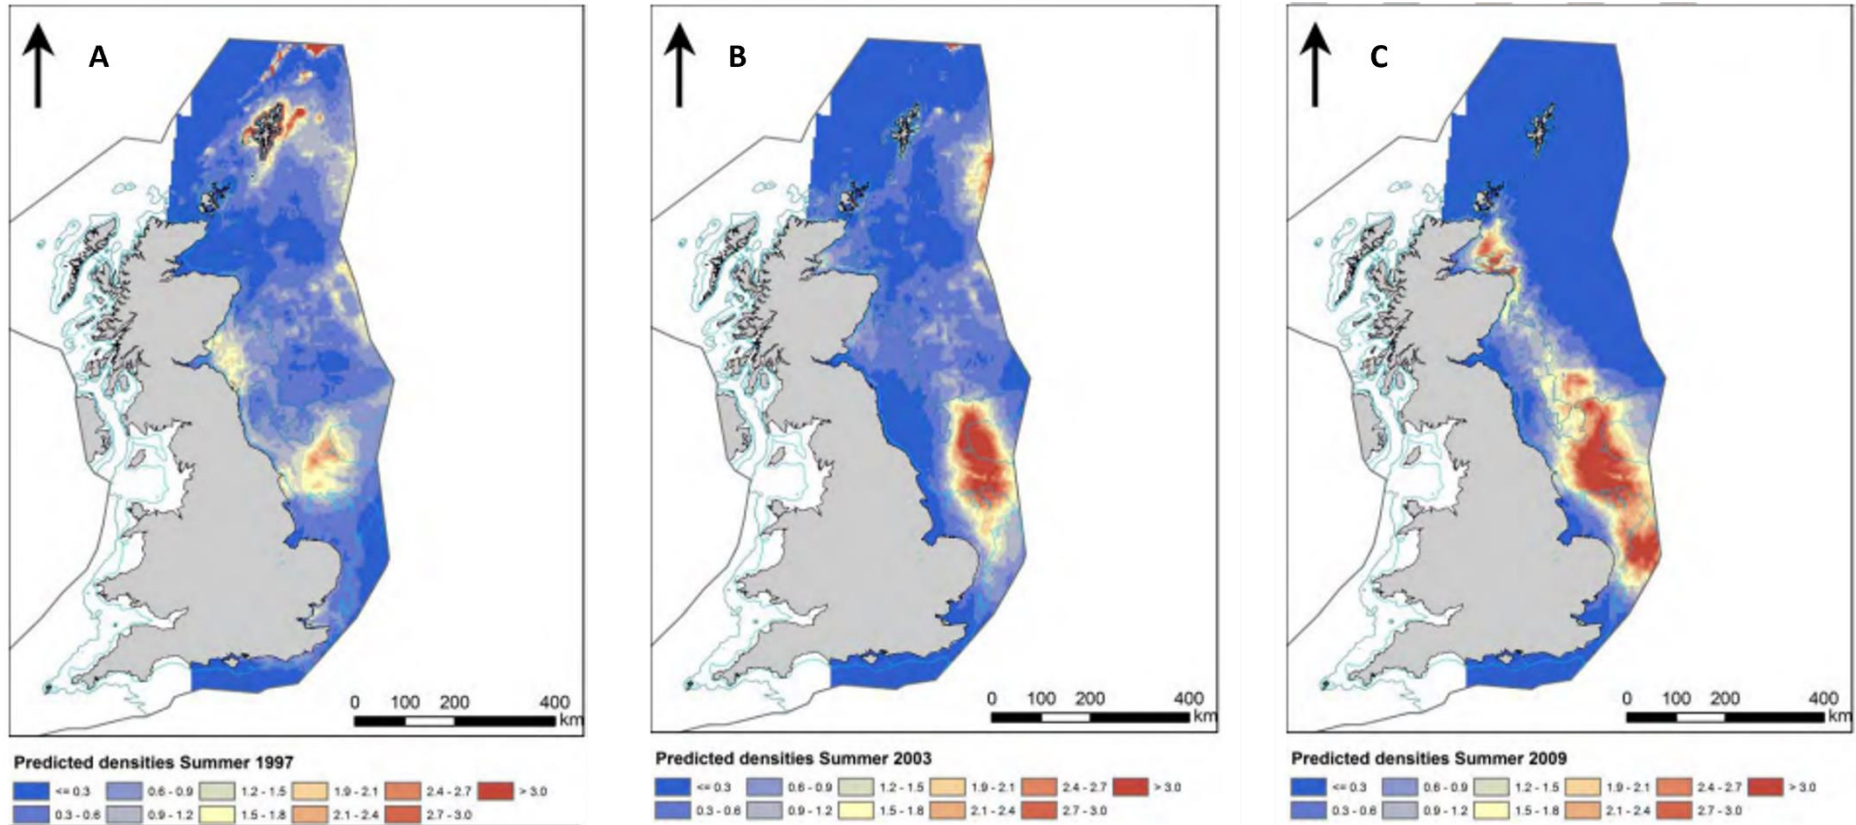 A
0 100 200 400
km
Predicted densities Summer 1997
<= 0.3 0.6 - 0.9 1.2 - 1.5 1.9 - 2.1 2.4 - 2.7 > 3.0
0.3 - 0.6 0.9 - 1.2 1.5 - 1.8 2.1 - 2.4 2.7 - 3.0
B
0 100 200 400
km
Predicted densities Summer 2003
<= 0.3 0.6 - 0.9 1.2 - 1.5 1.9 - 2.1 2.4 - 2.7 > 3.0
0.3 - 0.6 0.9 - 1.2 1.5 - 1.8 2.1 - 2.4 2.7 - 3.0
C
0 100 200 400
km
Predicted densities Summer 2009
<= 0.3 0.6 - 0.9 1.2 - 1.5 1.9 - 2.1 2.4 - 2.7 > 3.0
0.3 - 0.6 0.9 - 1.2 1.5 - 1.8 2.1 - 2.4 2.7 - 3.0